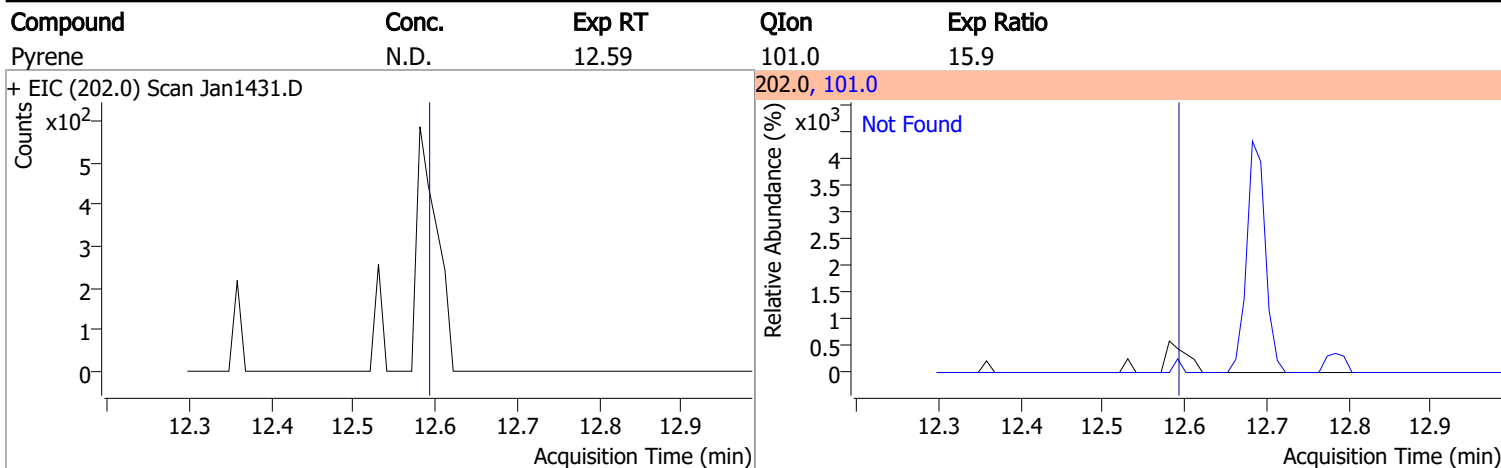 Compound Conc. Exp RT QIon Exp Ratio
Pyrene N.D. 12.59 101.0 15.9
+ EIC (202.0) Scan Jan1431.D
Counts
x10²
5
4
3
2
1
0
12.3 12.4 12.5 12.6 12.7 12.8 12.9
Acquisition Time (min)
202.0, 101.0
Relative Abundance (%)
x10³
Not Found
4
3.5
3
2.5
2
1.5
1
0.5
0
12.3 12.4 12.5 12.6 12.7 12.8 12.9
Acquisition Time (min)